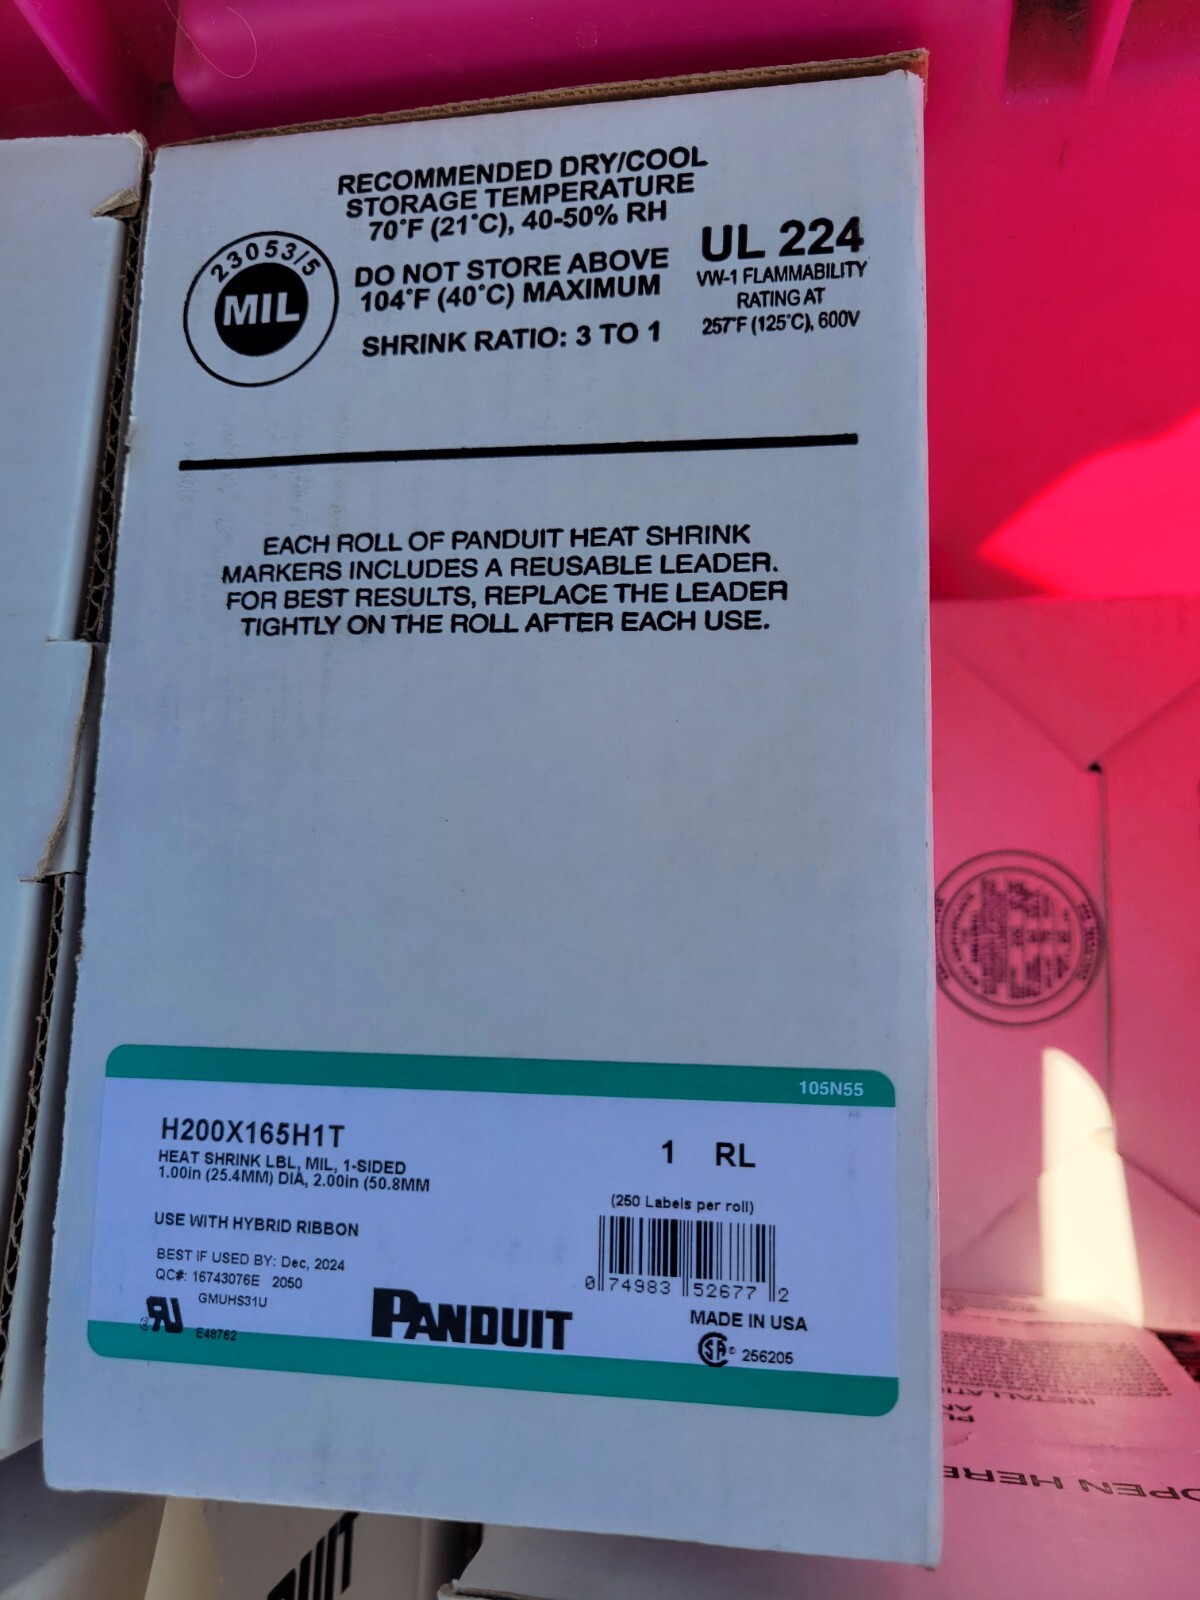 RECOMMENDED DRY/COOL
STORAGE TEMPERATURE
70°F (21°C), 40-50% RH
23053/5
MIL
DO NOT STORE ABOVE
104°F (40°C) MAXIMUM
SHRINK RATIO: 3 TO 1
UL 224
VW-1 FLAMMABILITY
RATING AT
257°F (125°C), 600V
EACH ROLL OF PANDUIT HEAT SHRINK
MARKERS INCLUDES A REUSABLE LEADER.
FOR BEST RESULTS, REPLACE THE LEADER
TIGHTLY ON THE ROLL AFTER EACH USE.
105N55
H200X165H1T
HEAT SHRINK LBL, MIL, 1-SIDED
1.00in (25.4MM) DIA, 2.00in (50.8MM
1 RL
(250 Labels per roll)
USE WITH HYBRID RIBBON
BEST IF USED BY: Dec, 2024
QC#: 16743076E 2050
GMUHS31U
E48762
PANDUIT
0 74983 52677 2
MADE IN USA
256205
OPEN HERE